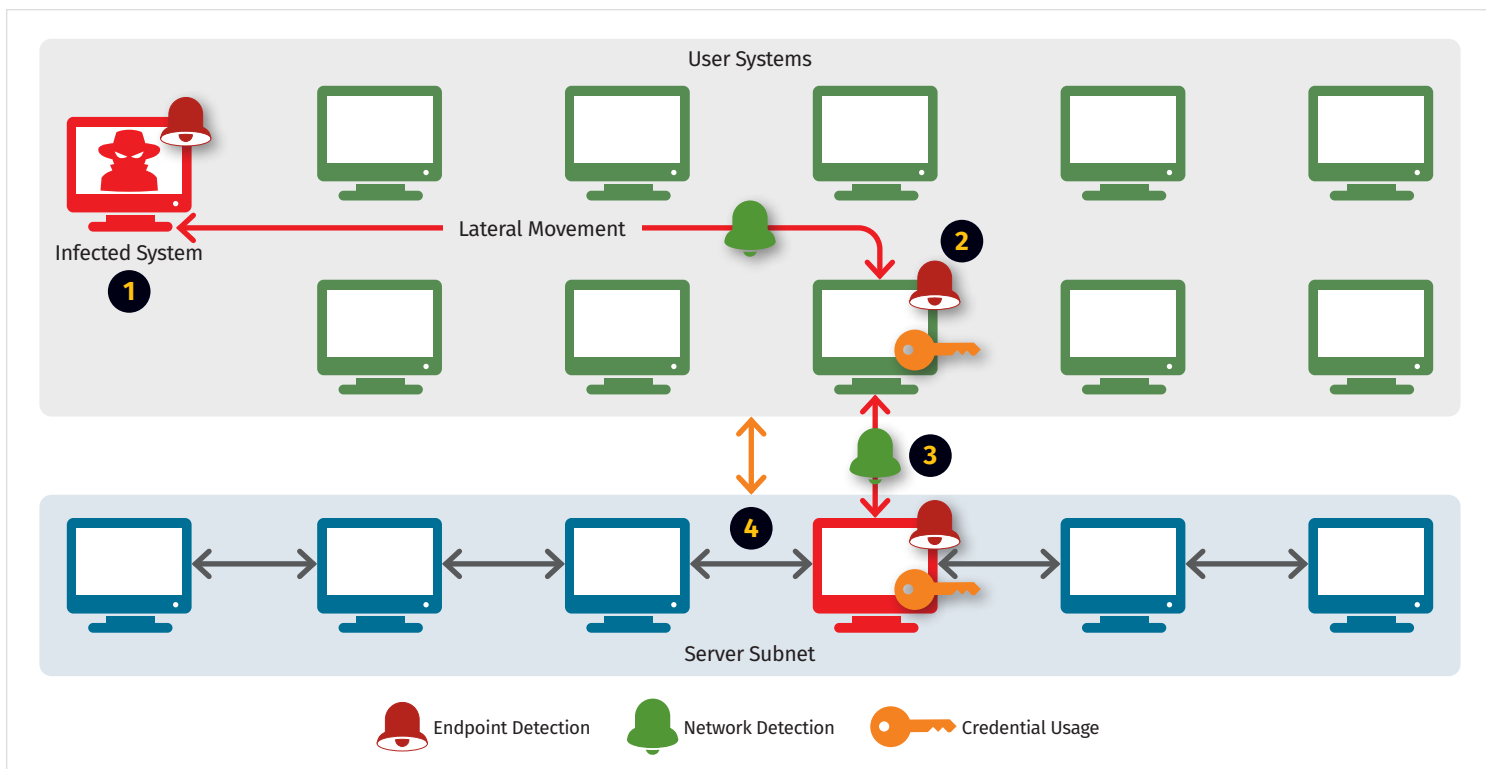 User Systems
Lateral Movement
2
Infected System
1
3
4
Server Subnet
Endpoint Detection
Network Detection
Credential Usage